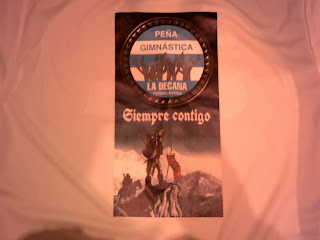 PEÑA
GIMNÁSTICA
LA DECANA
Siempre contigo